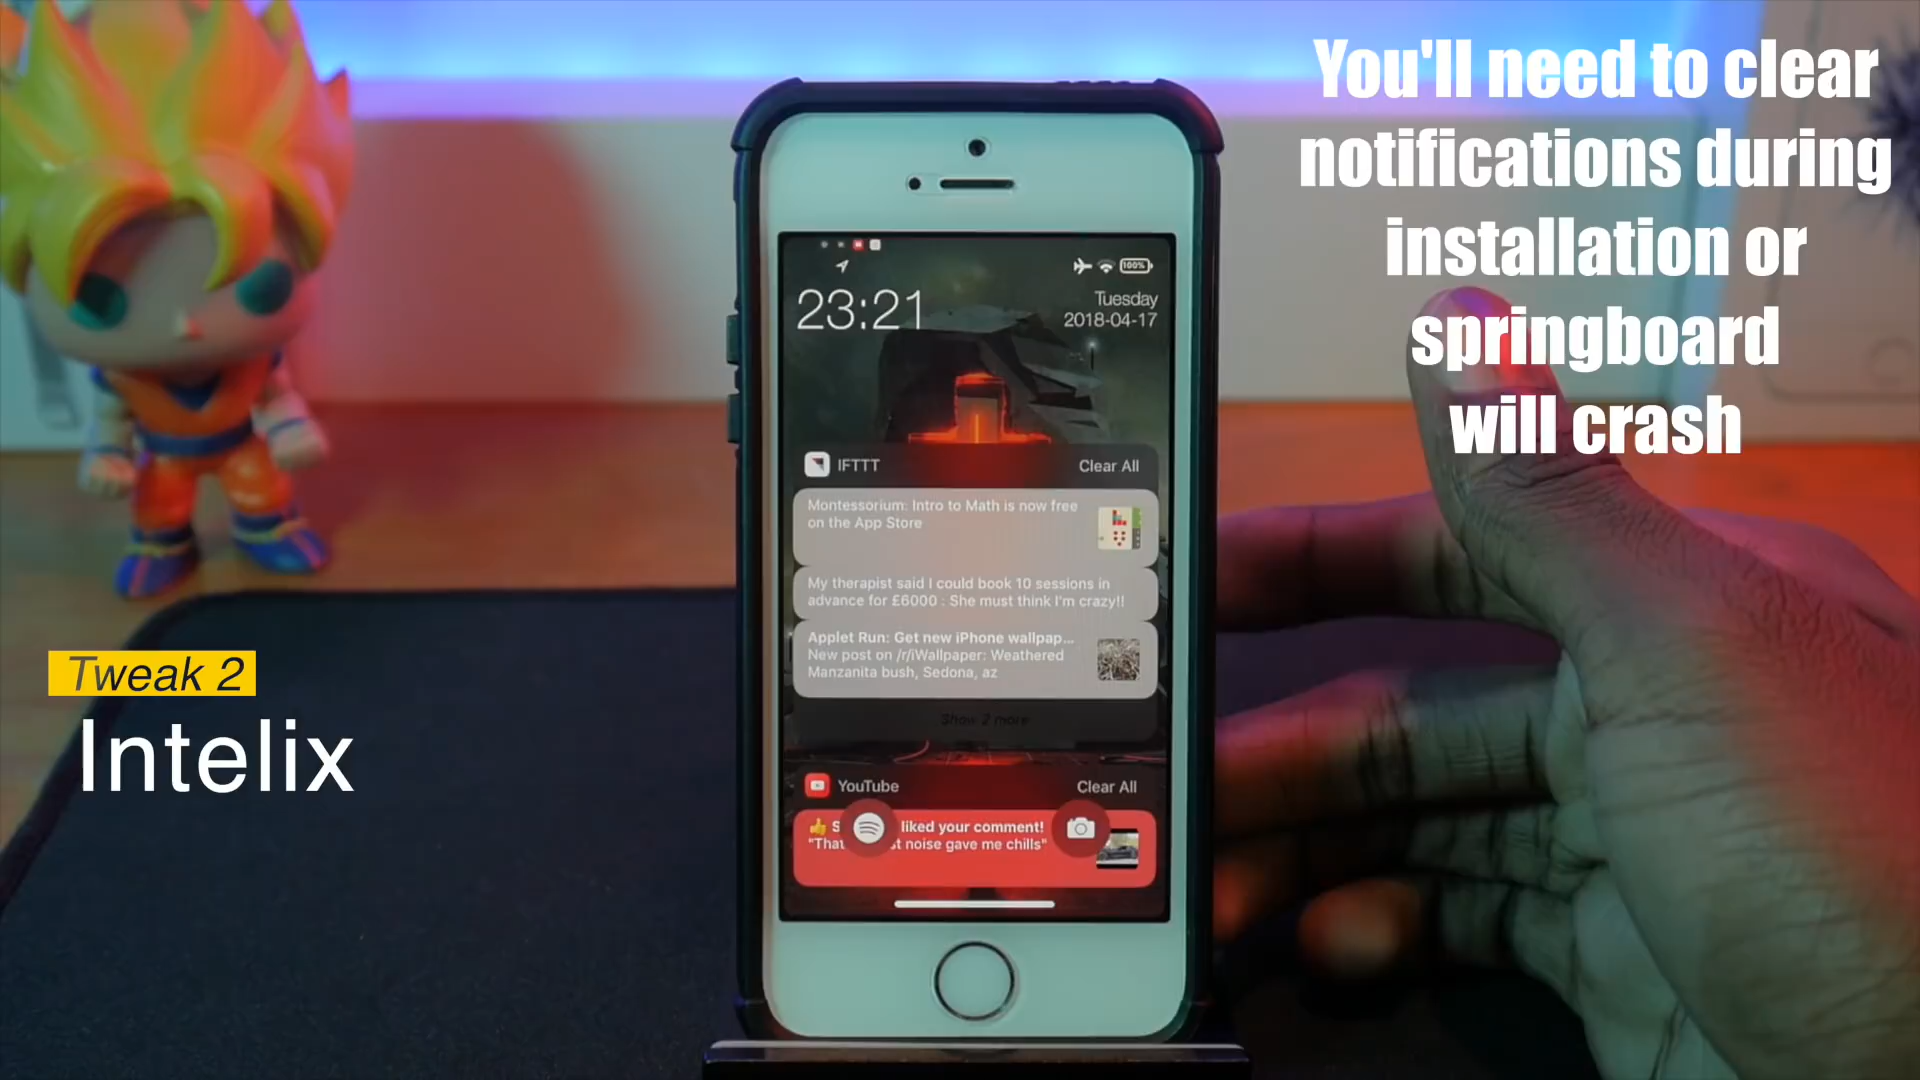 You'll need to clear
notifications during
installation or
springboard
will crash
100%
23:21
Tuesday
2018-04-17
IFTTT
Clear All
Montessorium: Intro to Math is now free
on the App Store
My therapist said I could book 10 sessions in
advance for £6000 : She must think I'm crazy!!
Applet Run: Get new iPhone wallpap...
New post on /r/iWallpaper: Weathered
Manzanita bush, Sedona, az
Show 2 more
YouTube
Clear All
liked your comment!
noise gave me chills"
Tweak 2
Intelix